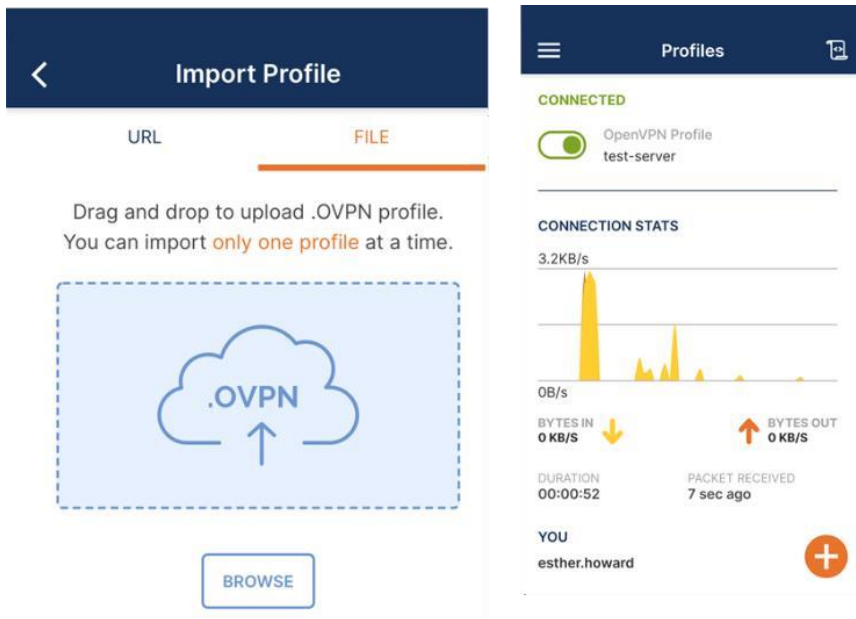 Import Profile
URL FILE
Drag and drop to upload .OVPN profile.
You can import only one profile at a time.
.OVPN
BROWSE
Profiles
CONNECTED
OpenVPN Profile
test-server
CONNECTION STATS
3.2KB/s
0B/s
BYTES IN BYTES OUT
0 KB/S 0 KB/S
DURATION PACKET RECEIVED
00:00:52 7 sec ago
YOU
esther.howard